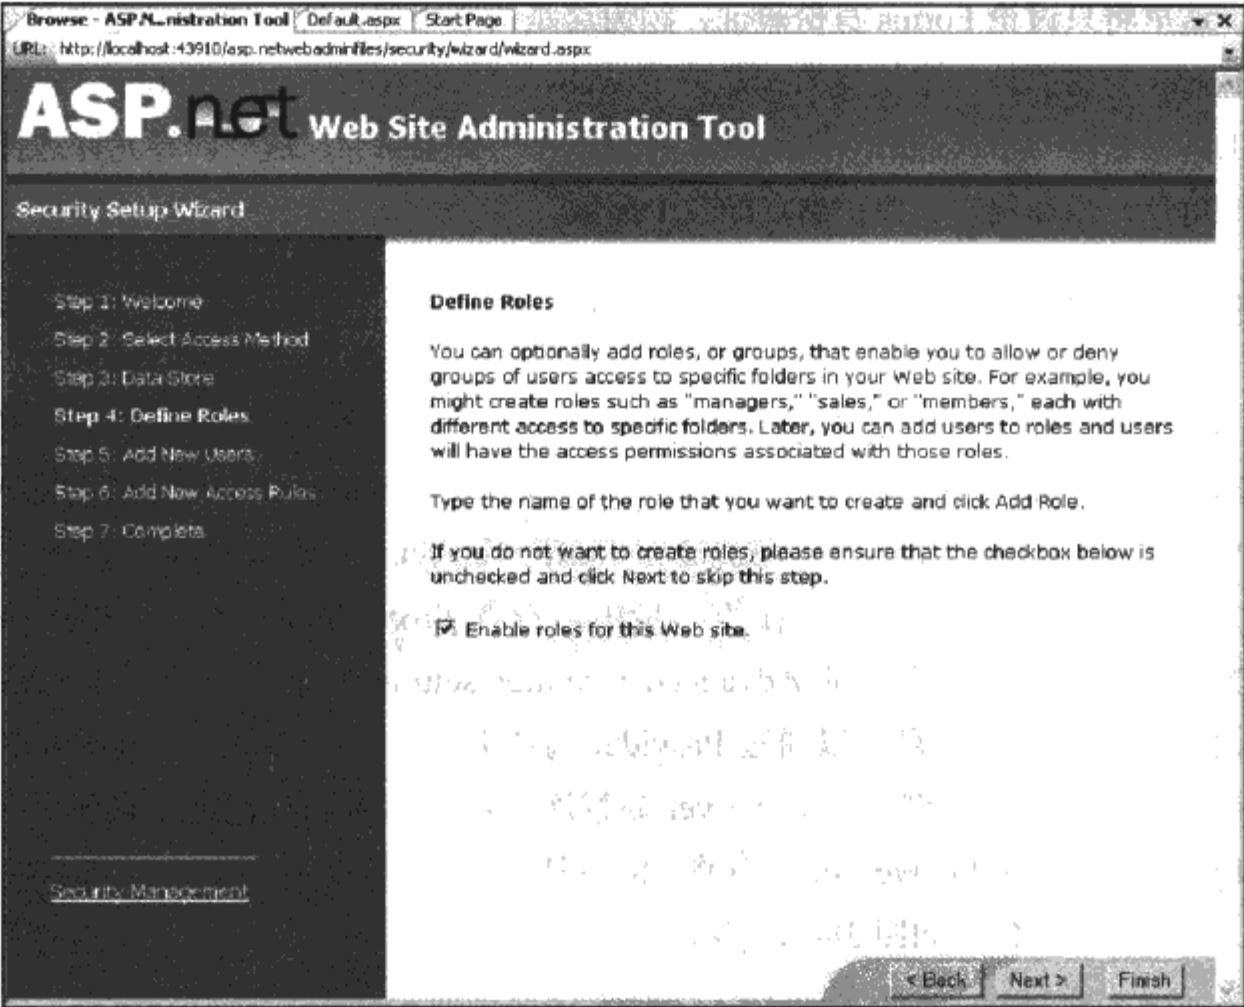 Browse - ASP.N...nistration Tool Default.aspx Start Page
URL: http://localhost:43910/asp.netwebadminfiles/security/wizard/wizard.aspx
ASP.net Web Site Administration Tool
Security Setup Wizard
Step 1: Welcome
Step 2: Select Access Method
Step 3: Data Store
Step 4: Define Roles
Step 5: Add New Users
Step 6: Add New Access Rules
Step 7: Complete
Security Management
Define Roles
You can optionally add roles, or groups, that enable you to allow or deny
groups of users access to specific folders in your Web site. For example, you
might create roles such as "managers," "sales," or "members," each with
different access to specific folders. Later, you can add users to roles and users
will have the access permissions associated with those roles.
Type the name of the role that you want to create and click Add Role.
If you do not want to create roles, please ensure that the checkbox below is
unchecked and click Next to skip this step.
Enable roles for this Web site.
< Back Next > Finish